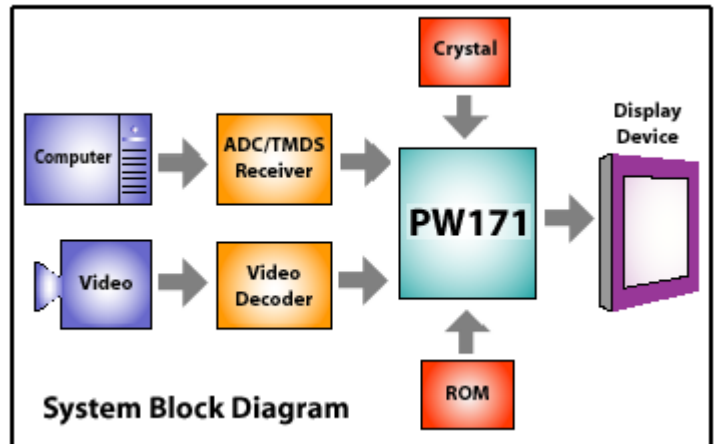 Crystal
Display
Device
Computer
ADC/TMDS
Receiver
PW171
Video
Video
Decoder
ROM
System Block Diagram